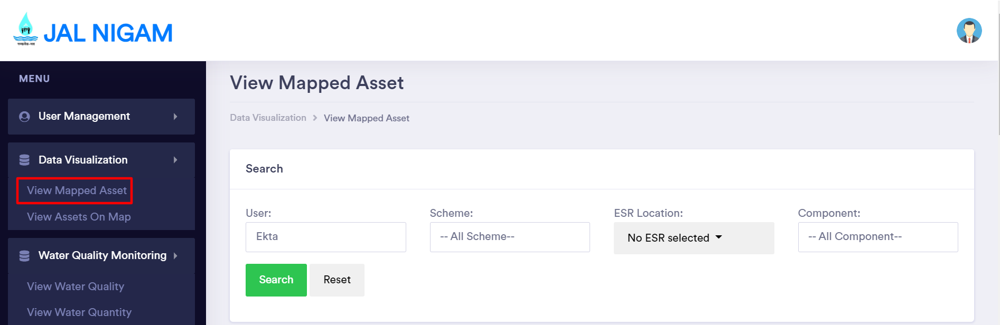 JAL NIGAM
MENU
User Management
Data Visualization
View Mapped Asset
View Assets On Map
Water Quality Monitoring
View Water Quality
View Water Quantity
View Mapped Asset
Data Visualization > View Mapped Asset
Search
User: Scheme: ESR Location: Component:
Ekta -- All Scheme-- No ESR selected -- All Component--
Search Reset